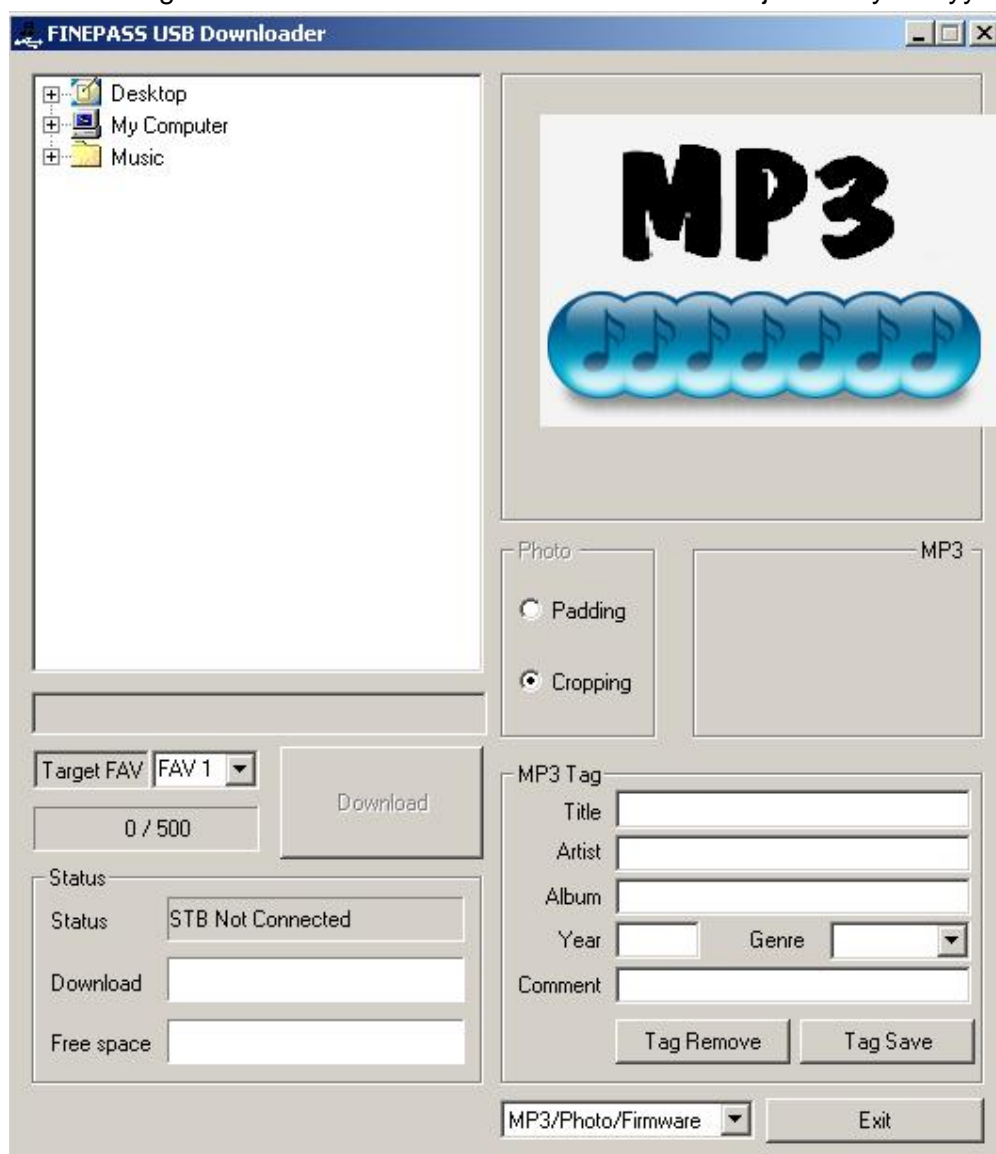 FINEPASS USB Downloader
Desktop
My Computer
Music
MP3
Photo
MP3
Padding
Cropping
Target FAV FAV 1
Download
0 / 500
Status
Status STB Not Connected
Download
Free space
MP3 Tag
Title
Artist
Album
Year Genre
Comment
Tag Remove Tag Save
MP3/Photo/Firmware Exit